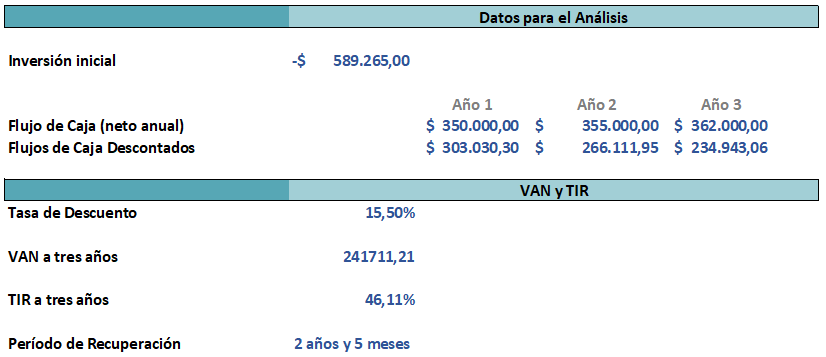 Datos para el Análisis
Inversión inicial -$ 589.265,00
Año 1 Año 2 Año 3
Flujo de Caja (neto anual) $ 350.000,00 $ 355.000,00 $ 362.000,00
Flujos de Caja Descontados $ 303.030,30 $ 266.111,95 $ 234.943,06
VAN y TIR
Tasa de Descuento 15,50%
VAN a tres años 241711,21
TIR a tres años 46,11%
Período de Recuperación 2 años y 5 meses